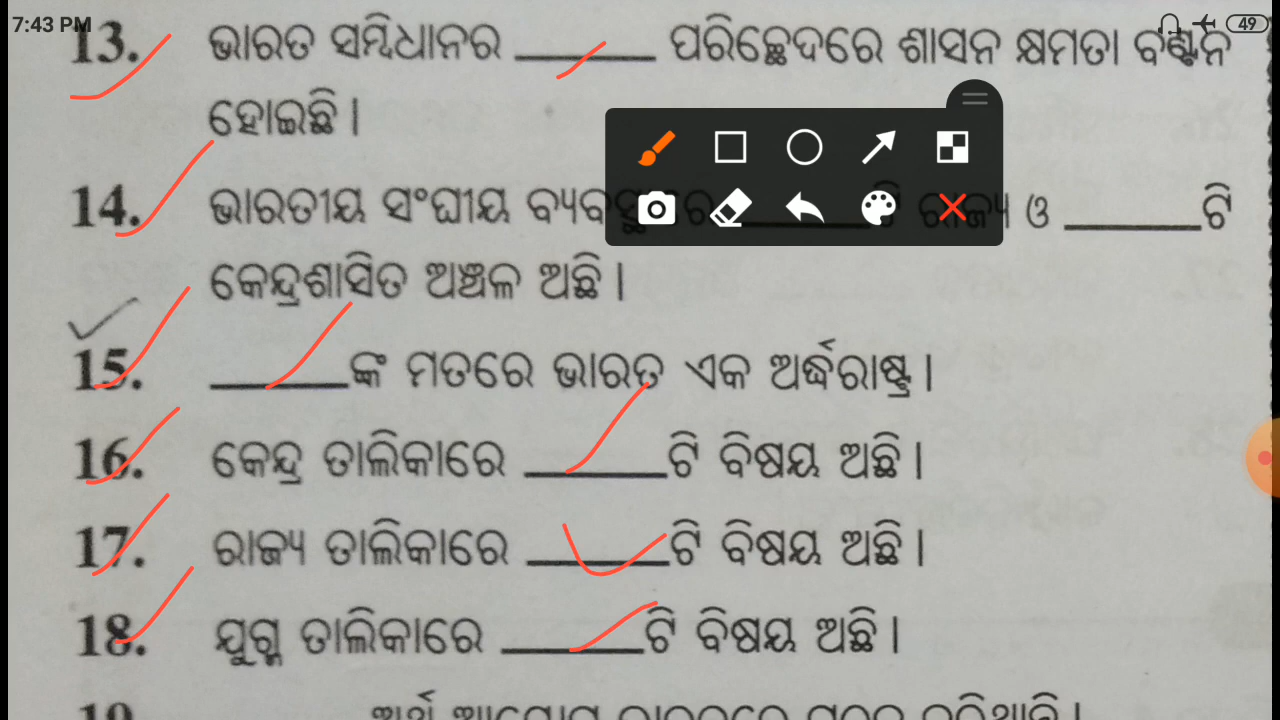 7:43 PM 49
13. ଭାରତ ସମ୍ବିଧାନର ______ ପରିଚ୍ଛେଦରେ ଶାସନ କ୍ଷମତା ବଣ୍ଟନ
ହୋଇଛି ।
14. ଭାରତୀୟ ସଂଘୀୟ ______ଟି ରାଜ୍ୟ ଓ ______ଟି
କେନ୍ଦ୍ରଶାସିତ ଅଞ୍ଚଳ ଅଛି ।
15. ______ଙ୍କ ମତରେ ଭାରତ ଏକ ଅର୍ଦ୍ଧରାଷ୍ଟ୍ର ।
16. କେନ୍ଦ୍ର ତାଲିକାରେ ______ଟି ବିଷୟ ଅଛି ।
17. ରାଜ୍ୟ ତାଲିକାରେ ______ଟି ବିଷୟ ଅଛି ।
18. ଯୁଗ୍ମ ତାଲିକାରେ ______ଟି ବିଷୟ ଅଛି ।